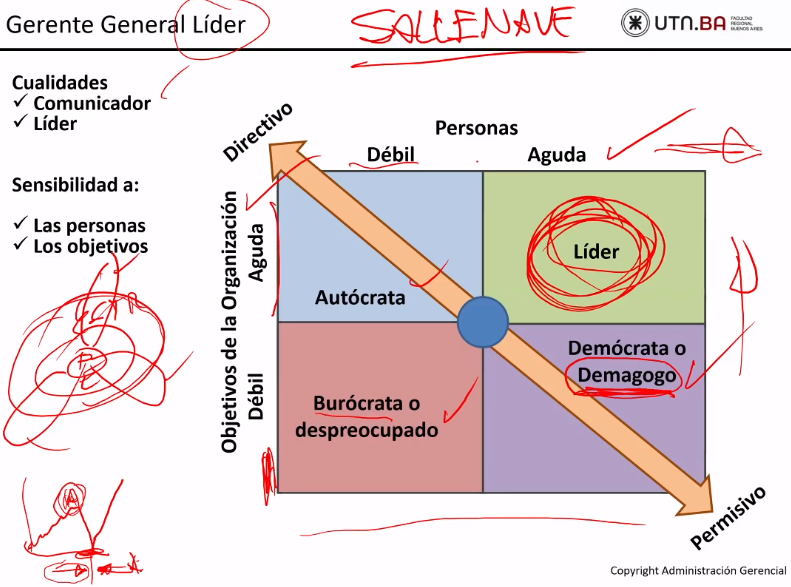 Gerente General Líder
SALLENAVE
UTN.BA
FACULTAD
REGIONAL
BUENOS AIRES
Cualidades
✓ Comunicador
✓ Líder
Sensibilidad a:
✓ Las personas
✓ Los objetivos
Directivo
Personas
Débil
Aguda
Objetivos de la Organización
Aguda
Débil
Autócrata
Líder
Burócrata o
despreocupado
Demócrata o
Demagogo
Permisivo
A
Copyright Administración Gerencial